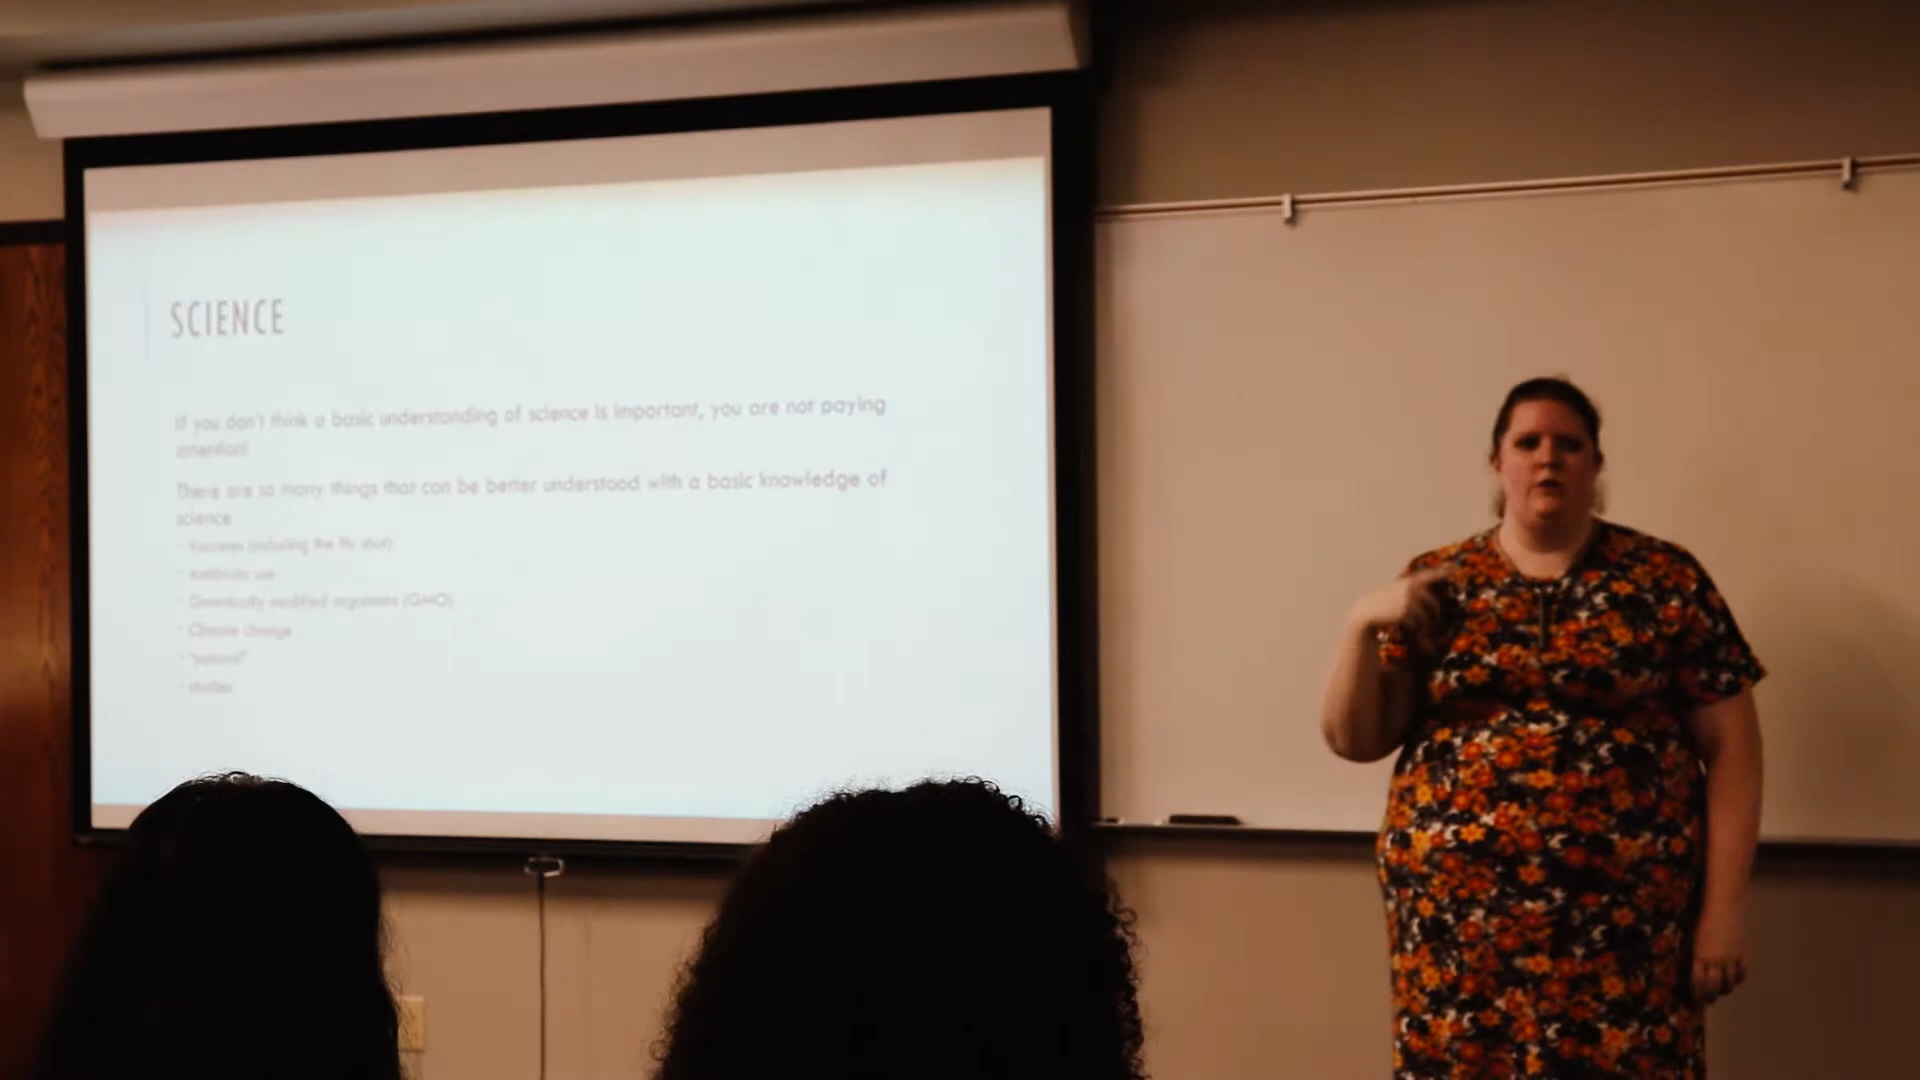 SCIENCE
If you don't think a basic understanding of science is important, you are not paying
attention!
There are so many things that can be better understood with a basic knowledge of
science
Vaccines (including the flu shot)
Antibiotic use
Genetically modified organisms (GMO)
Climate change
"Natural"
studies